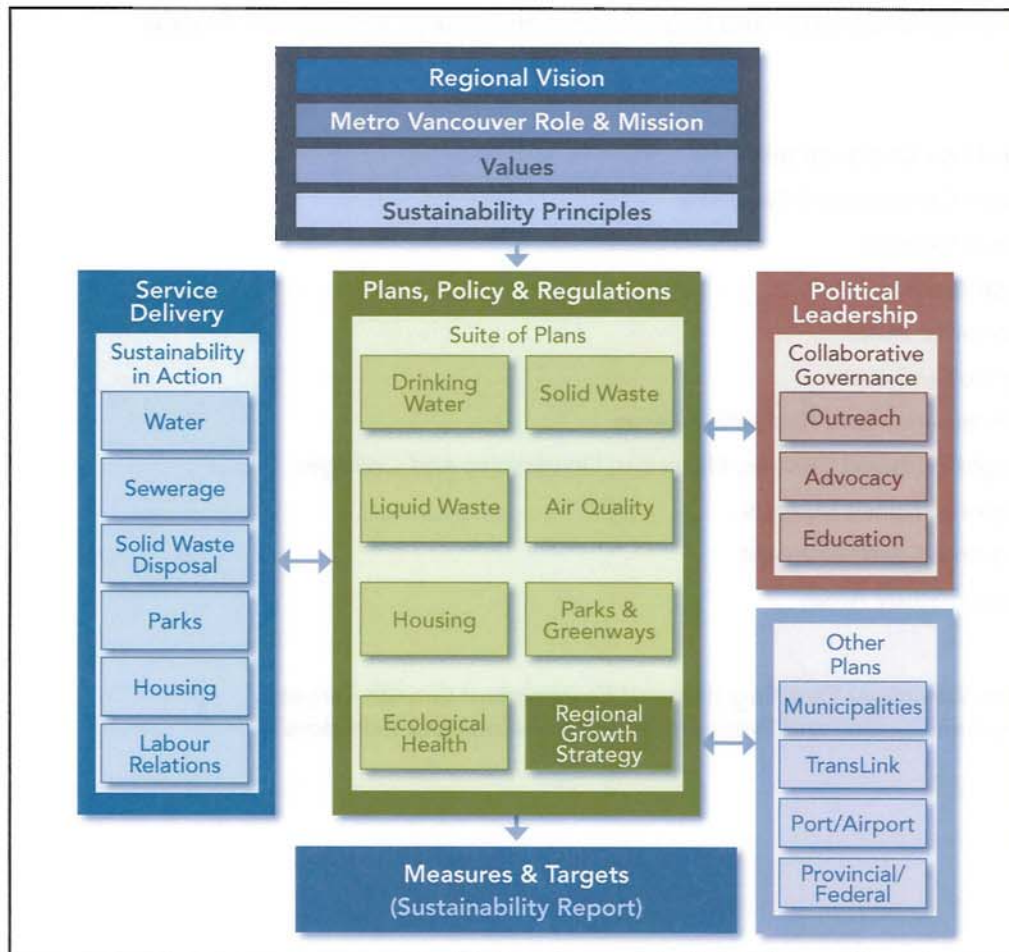 Regional Vision
Metro Vancouver Role & Mission
Values
Sustainability Principles
Service
Delivery
Sustainability
in Action
Water
Sewerage
Solid Waste
Disposal
Parks
Housing
Labour
Relations
Plans, Policy & Regulations
Suite of Plans
Drinking
Water
Solid Waste
Liquid Waste
Air Quality
Housing
Parks &
Greenways
Ecological
Health
Regional
Growth
Strategy
Political
Leadership
Collaborative
Governance
Outreach
Advocacy
Education
Other
Plans
Municipalities
TransLink
Port/Airport
Provincial/
Federal
Measures & Targets
(Sustainability Report)